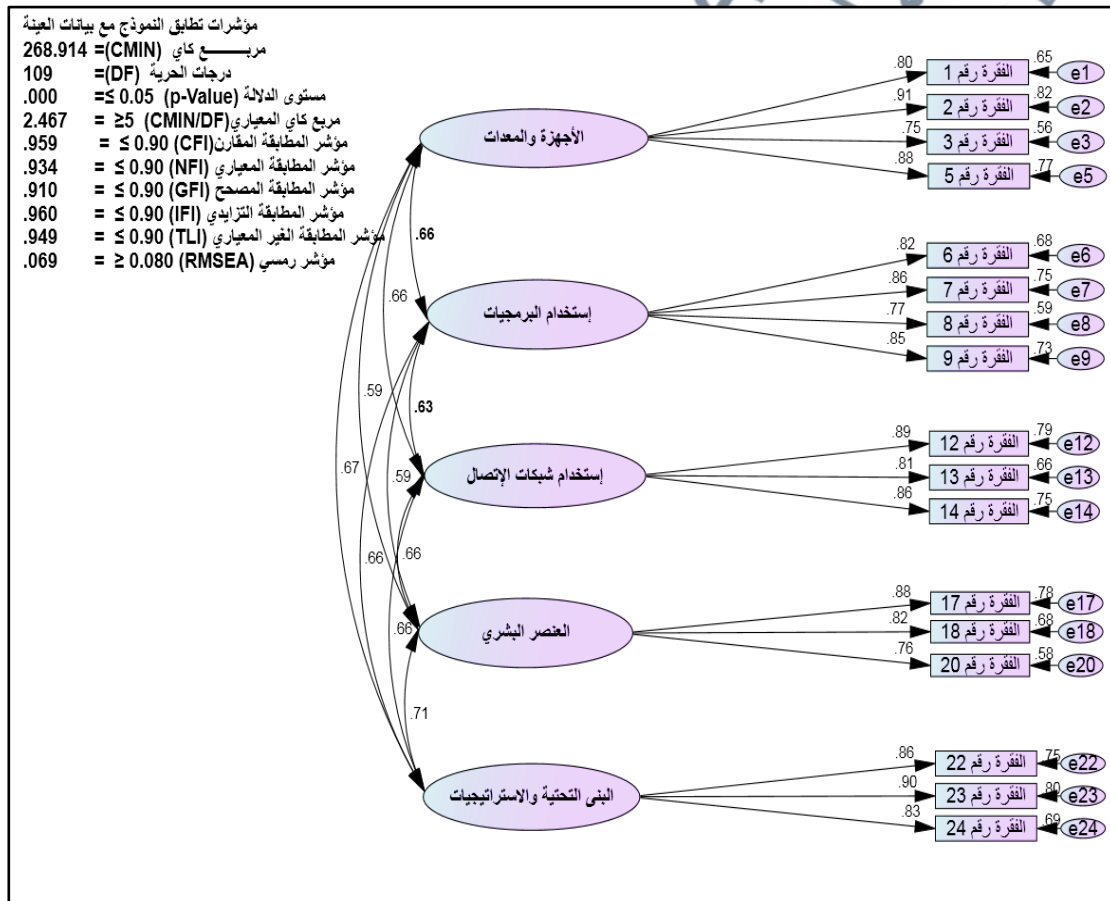 مؤشرات تطابق النموذج مع بيانات العينة
مربـــــــع كاي (CMIN)= 268.914
درجات الحرية (DF)= 109
مستوى الدلالة (p-Value) 0.05 ≥= .000
مربع كاي المعياري(CMIN/DF) 5≤ = 2.467
مؤشر المطابقة المقارن(CFI) 0.90 ≥ = .959
مؤشر المطابقة المعياري (NFI) 0.90 ≥ = .934
مؤشر المطابقة المصحح (GFI) 0.90 ≥ = .910
مؤشر المطابقة التزايدي (IFI) 0.90 ≥ = .960
مؤشر المطابقة الغير المعياري (TLI) 0.90 ≥ = .949
مؤشر رمسي (RMSEA) 0.080 ≤ = .069
الأجهزة والمعدات
.80 الفقرة رقم 1 .65 e1
.91 الفقرة رقم 2 .82 e2
.75 الفقرة رقم 3 .56 e3
.88 الفقرة رقم 5 .77 e5
إستخدام البرمجيات
.82 الفقرة رقم 6 .68 e6
.86 الفقرة رقم 7 .75 e7
.77 الفقرة رقم 8 .59 e8
.85 الفقرة رقم 9 .73 e9
إستخدام شبكات الإتصال
.89 الفقرة رقم 12 .79 e12
.81 الفقرة رقم 13 .66 e13
.86 الفقرة رقم 14 .75 e14
العنصر البشري
.88 الفقرة رقم 17 .78 e17
.82 الفقرة رقم 18 .68 e18
.76 الفقرة رقم 20 .58 e20
البنى التحتية والاستراتيجيات
.86 الفقرة رقم 22 .75 e22
.90 الفقرة رقم 23 .80 e23
.83 الفقرة رقم 24 .69 e24
.66
.66
.59
.63
.67
.59
.66
.66
.66
.71